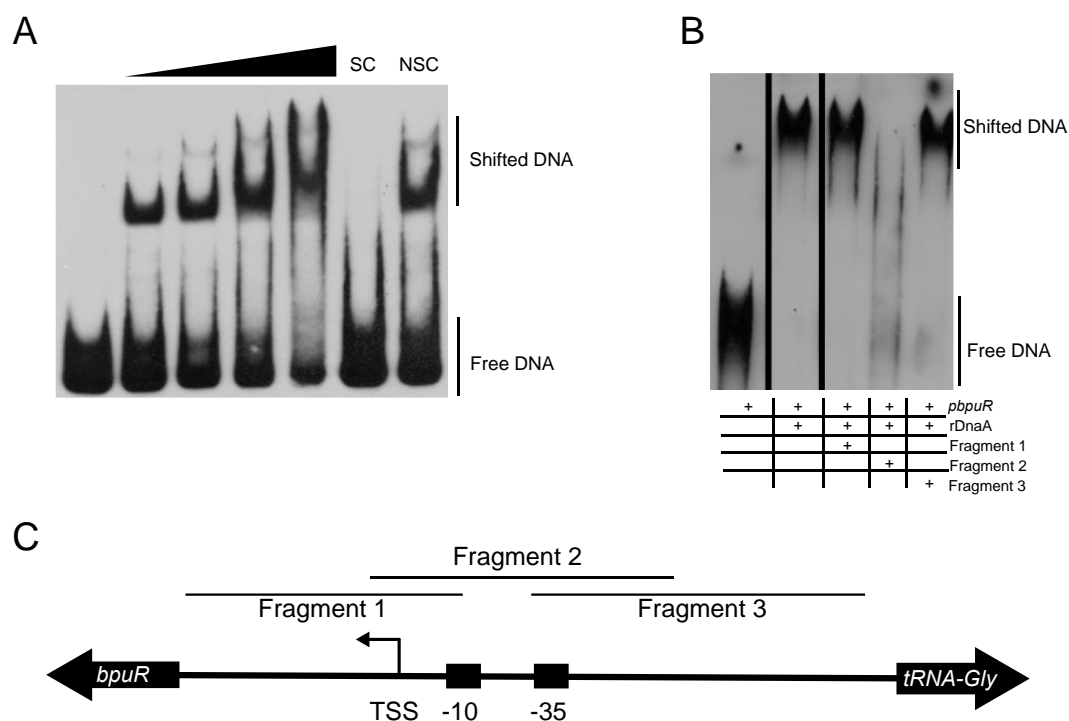 A
SC NSC
Shifted DNA
Free DNA
B
Shifted DNA
Free DNA
+ + + + + pbpuR
+ + + + rDnaA
+ Fragment 1
+ Fragment 2
+ Fragment 3
C
Fragment 2
Fragment 1 Fragment 3
bpuR tRNA-Gly
TSS -10 -35